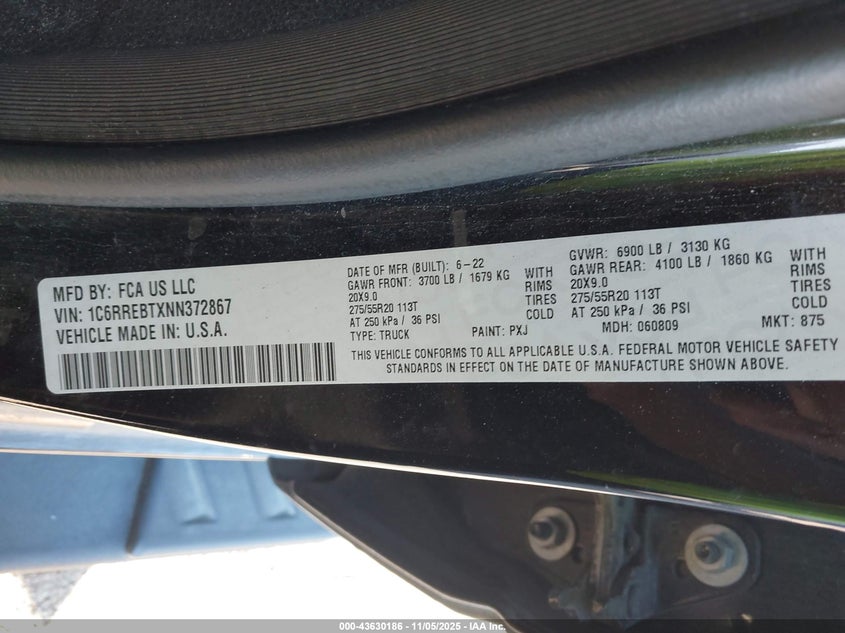 MFD BY: FCA US LLC
VIN: 1C6RREBTXNN372867
VEHICLE MADE IN: U.S.A.
DATE OF MFR (BUILT): 6-22
GAWR FRONT: 3700 LB / 1679 KG WITH
20X9.0 RIMS
275/55R20 113T TIRES
AT 250 kPa / 36 PSI COLD
TYPE: TRUCK PAINT: PXJ
GVWR: 6900 LB / 3130 KG
GAWR REAR: 4100 LB / 1860 KG WITH
20X9.0 RIMS
275/55R20 113T TIRES
AT 250 kPa / 36 PSI COLD
MDH: 060809 MKT: 875
THIS VEHICLE CONFORMS TO ALL APPLICABLE U.S.A. FEDERAL MOTOR VEHICLE SAFETY
STANDARDS IN EFFECT ON THE DATE OF MANUFACTURE SHOWN ABOVE.
000-43630186 - 11/05/2025 - IAA Inc.